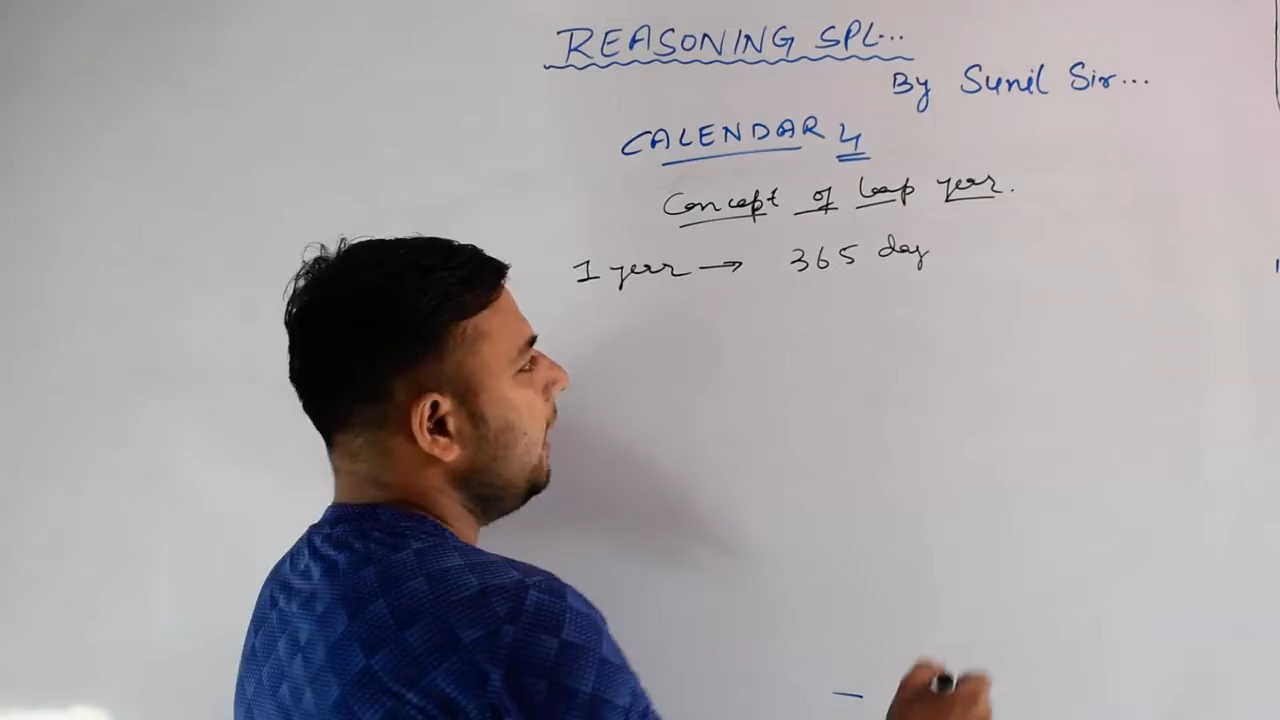 REASONING SPL...
By Sunil Sir...
CALENDAR 4
Concept of leap year.
1 year → 365 day